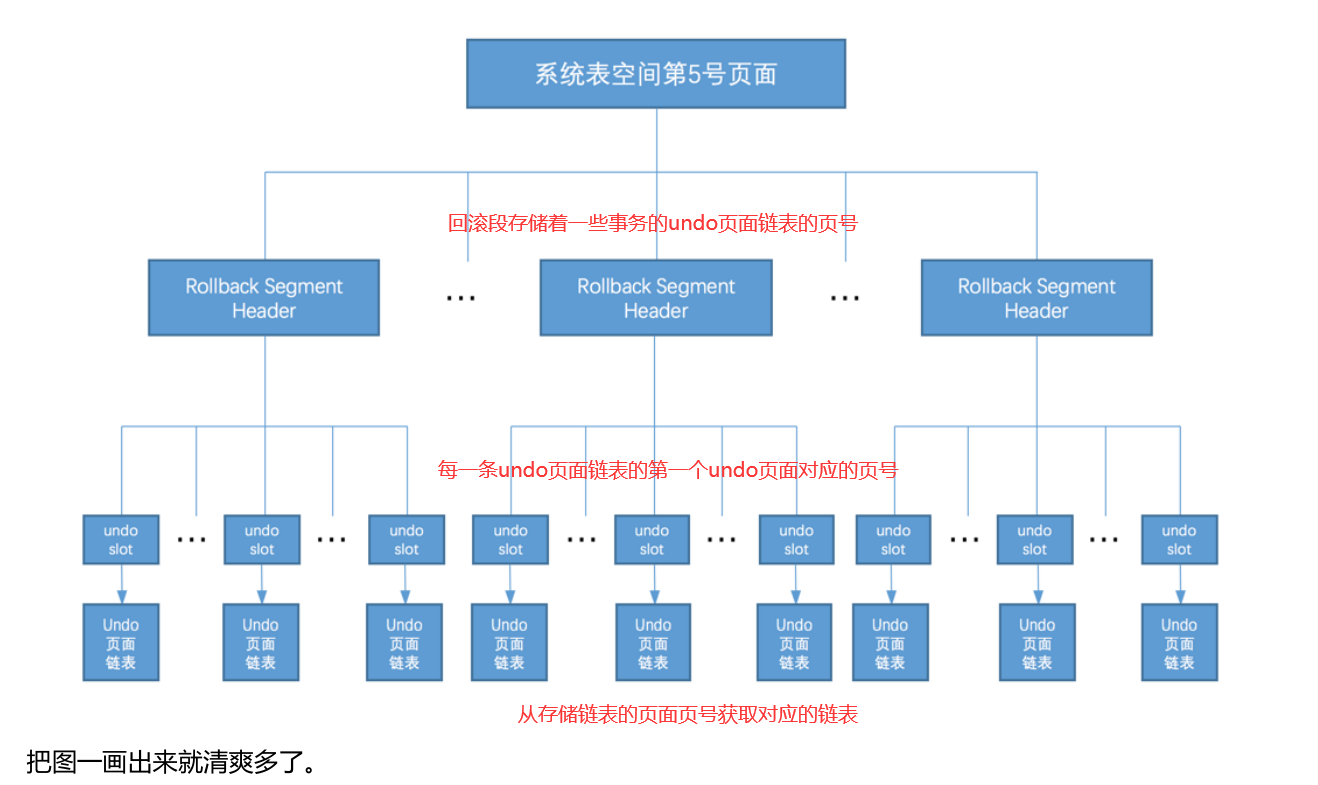 系统表空间第5号页面
回滚段存储着一些事务的undo页面链表的页号
Rollback Segment
Header
...
Rollback Segment
Header
...
Rollback Segment
Header
每一条undo页面链表的第一个undo页面对应的页号
undo
slot
...
undo
slot
...
undo
slot
undo
slot
...
undo
slot
...
undo
slot
undo
slot
...
undo
slot
...
undo
slot
Undo
页面
链表
Undo
页面
链表
Undo
页面
链表
Undo
页面
链表
Undo
页面
链表
Undo
页面
链表
Undo
页面
链表
Undo
页面
链表
Undo
页面
链表
从存储链表的页面页号获取对应的链表
把图一画出来就清爽多了。